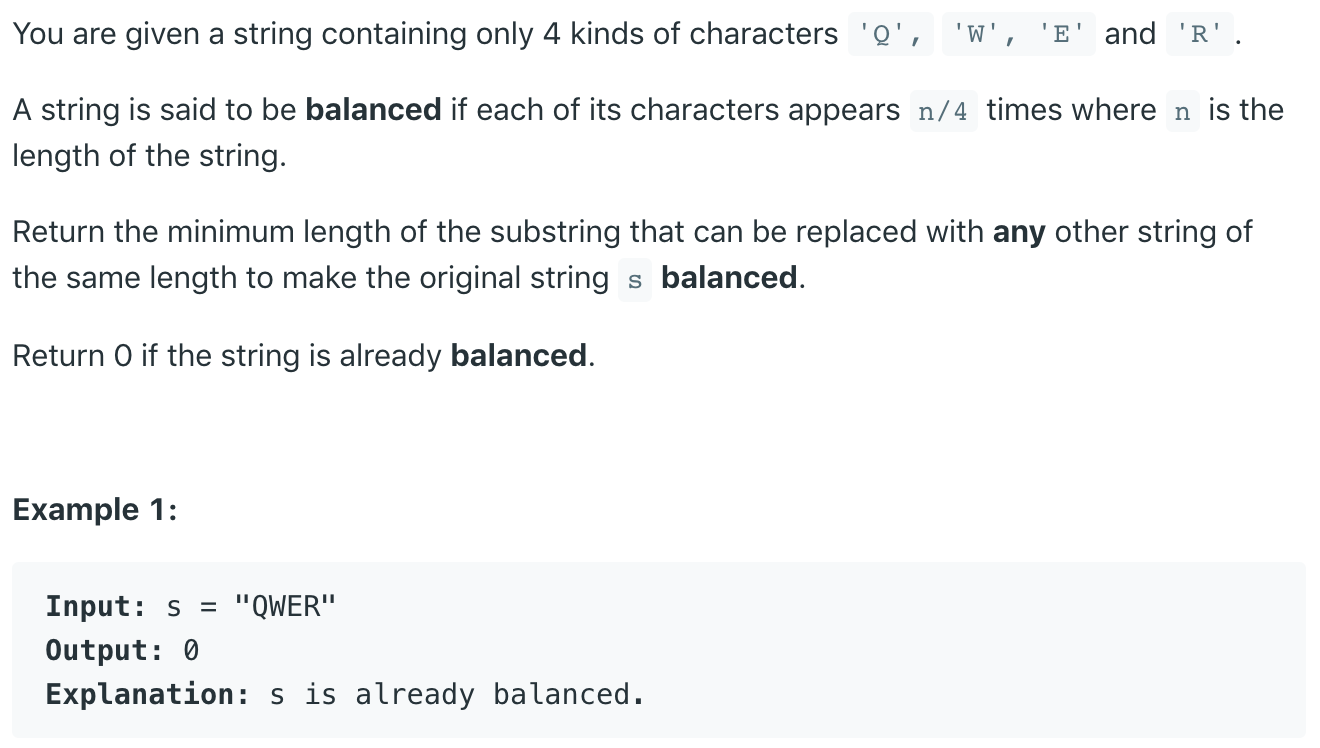 You are given a string containing only 4 kinds of characters 'Q', 'W', 'E' and 'R'.
A string is said to be balanced if each of its characters appears n/4 times where n is the
length of the string.
Return the minimum length of the substring that can be replaced with any other string of
the same length to make the original string s balanced.
Return 0 if the string is already balanced.
Example 1:
Input: s = "QWER"
Output: 0
Explanation: s is already balanced.